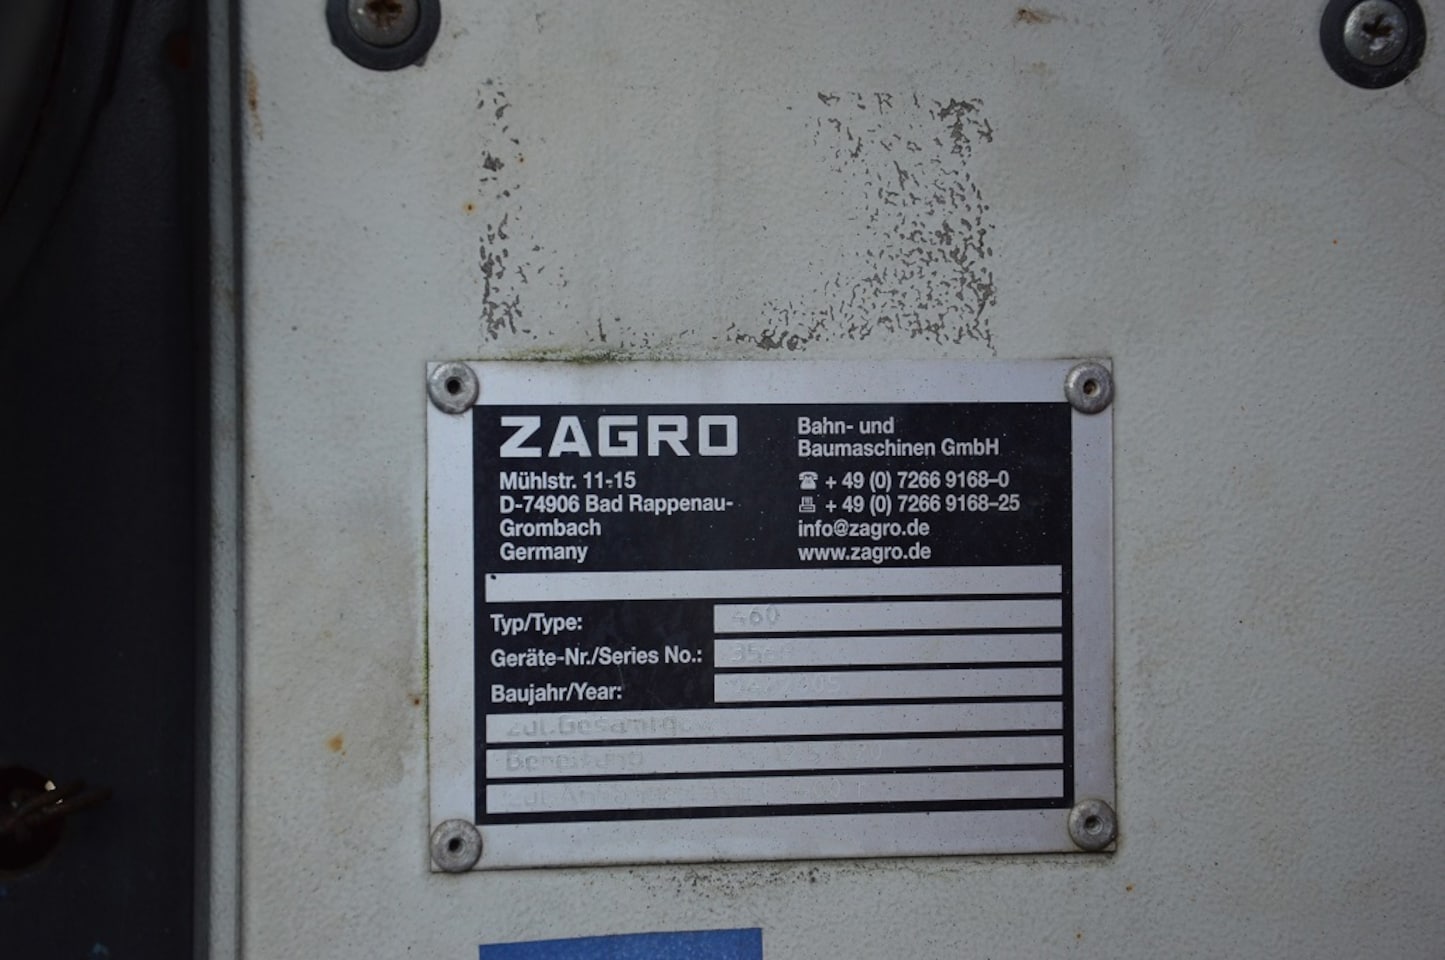 ZAGRO
Mühlstr. 11-15
D-74906 Bad Rappenau-
Grombach
Germany
Bahn- und
Baumaschinen GmbH
☎ + 49 (0) 7266 9168–0
+ 49 (0) 7266 9168–25
info@zagro.de
www.zagro.de
Typ/Type: 460
Geräte-Nr./Series No.:
Baujahr/Year: